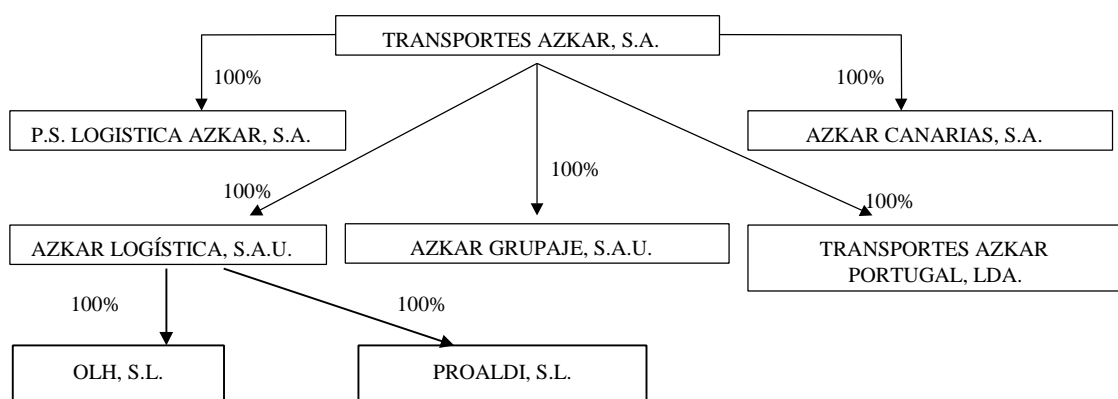 TRANSPORTES AZKAR, S.A.
100%
100%
P.S. LOGISTICA AZKAR, S.A.
AZKAR CANARIAS, S.A.
100%
100%
100%
AZKAR LOGÍSTICA, S.A.U.
AZKAR GRUPAJE, S.A.U.
TRANSPORTES AZKAR
PORTUGAL, LDA.
100%
100%
OLH, S.L.
PROALDI, S.L.